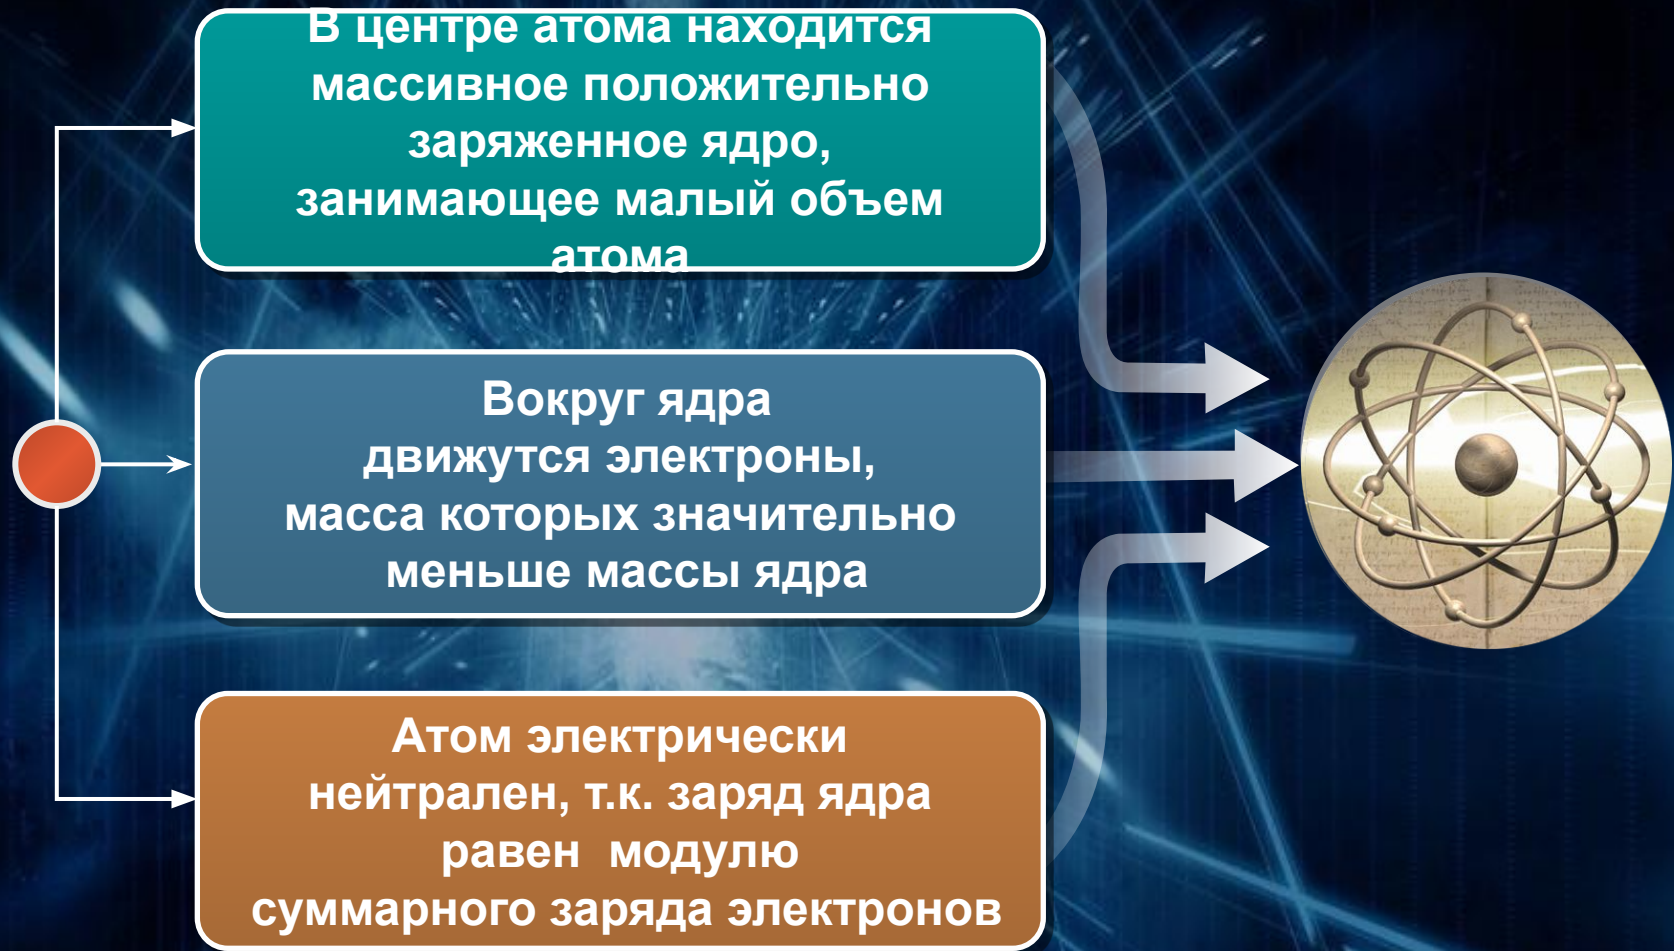 В центре атома находится
массивное положительно
заряженное ядро,
занимающее малый объем
атома
Вокруг ядра
движутся электроны,
масса которых значительно
меньше массы ядра
Атом электрически
нейтрален, т.к. заряд ядра
равен  модулю
суммарного заряда электронов